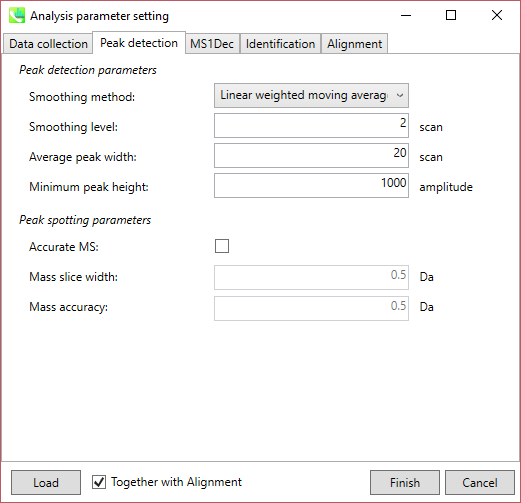 Analysis parameter setting
Data collection Peak detection MS1Dec Identification Alignment
Peak detection parameters
Smoothing method: Linear weighted moving averag
Smoothing level: 2 scan
Average peak width: 20 scan
Minimum peak height: 1000 amplitude
Peak spotting parameters
Accurate MS:
Mass slice width: 0.5 Da
Mass accuracy: 0.5 Da
Load Together with Alignment Finish Cancel